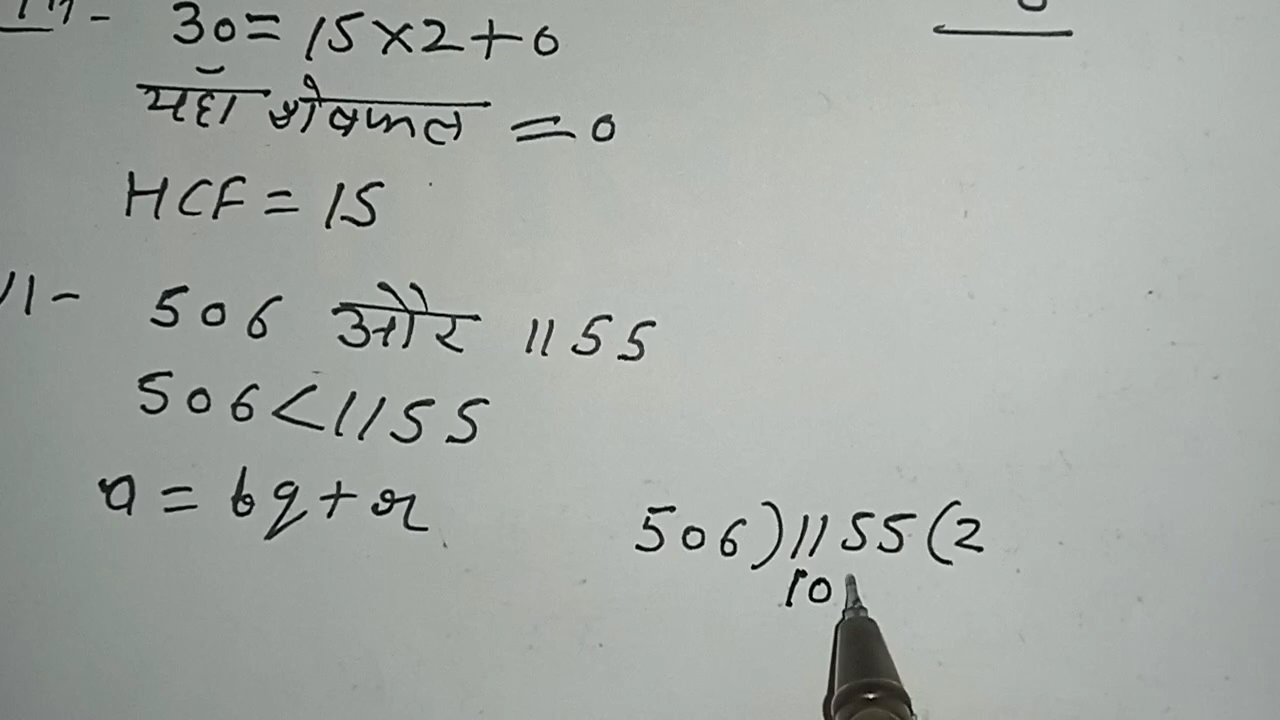 30 = 15 × 2 + 0
यहाँ शेषफल = 0
HCF = 15
11- 506 और 1155
506 < 1155
a = bq + r
506 ) 1155 ( 2
10